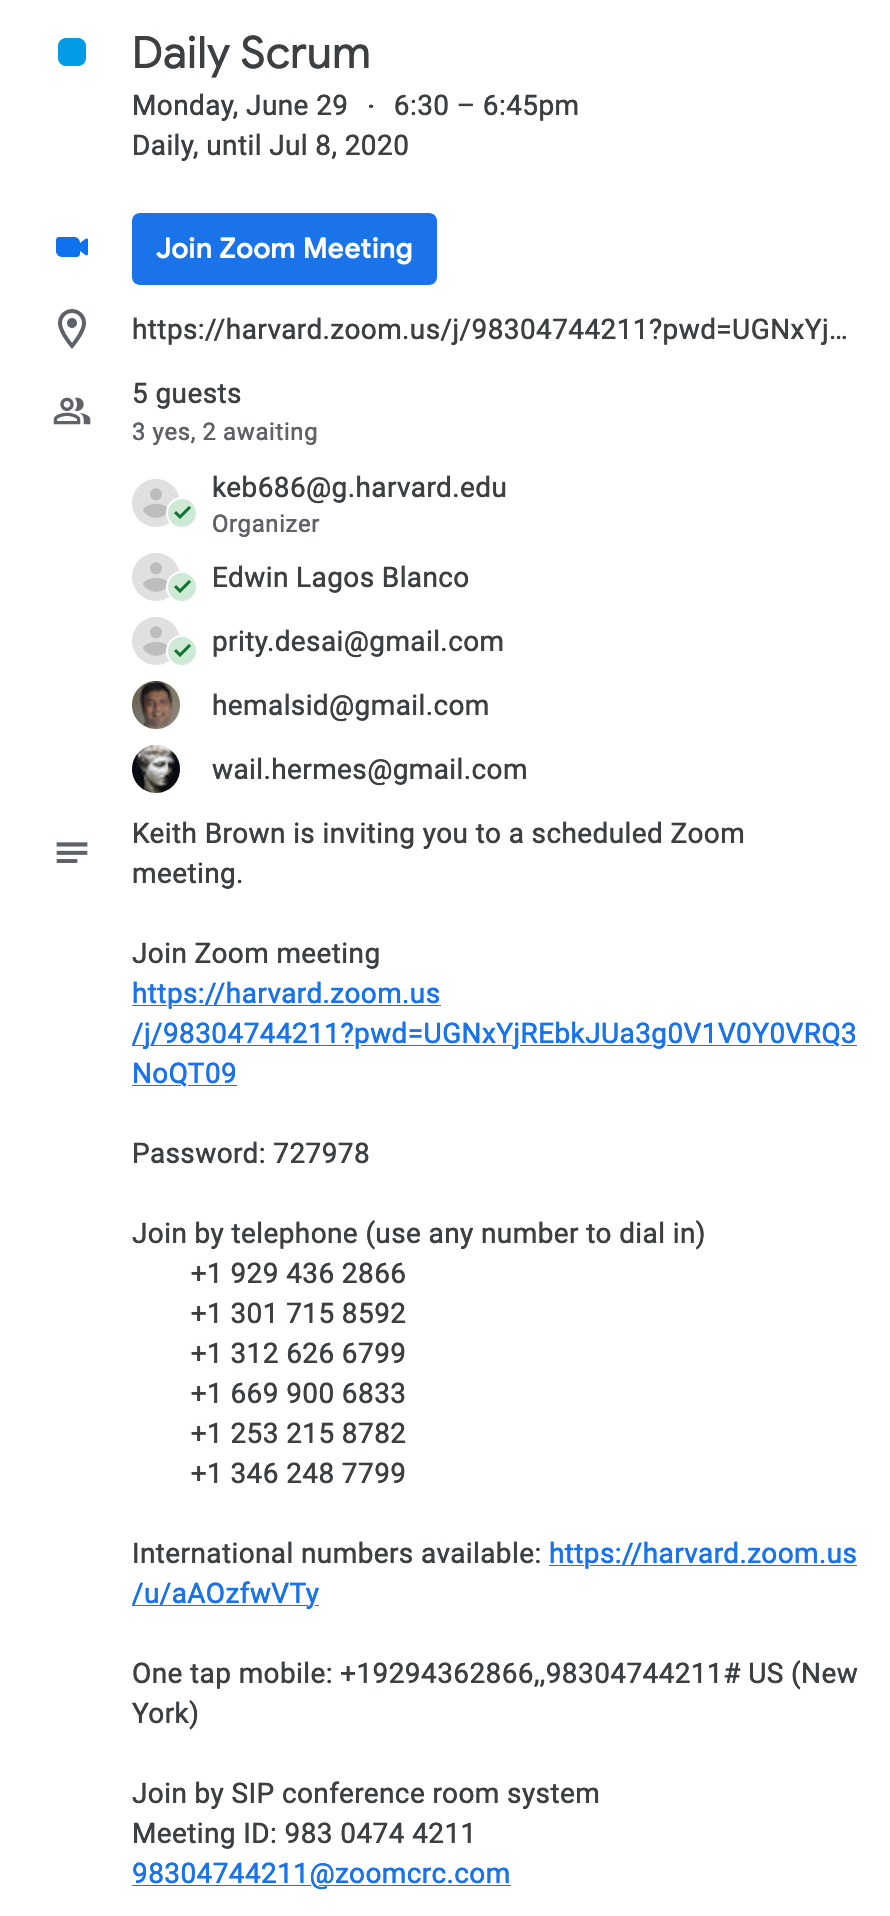 Daily Scrum
Monday, June 29 · 6:30 – 6:45pm
Daily, until Jul 8, 2020
Join Zoom Meeting
https://harvard.zoom.us/j/98304744211?pwd=UGNxYj...
5 guests
3 yes, 2 awaiting
keb686@g.harvard.edu
Organizer
Edwin Lagos Blanco
prity.desai@gmail.com
hemalsid@gmail.com
wail.hermes@gmail.com
Keith Brown is inviting you to a scheduled Zoom
meeting.
Join Zoom meeting
https://harvard.zoom.us
/j/98304744211?pwd=UGNxYjREbkJUa3g0V1V0Y0VRQ3
NoQT09
Password: 727978
Join by telephone (use any number to dial in)
+1 929 436 2866
+1 301 715 8592
+1 312 626 6799
+1 669 900 6833
+1 253 215 8782
+1 346 248 7799
International numbers available: https://harvard.zoom.us
/u/aAOzfwVTy
One tap mobile: +19294362866,,98304744211# US (New
York)
Join by SIP conference room system
Meeting ID: 983 0474 4211
98304744211@zoomcrc.com